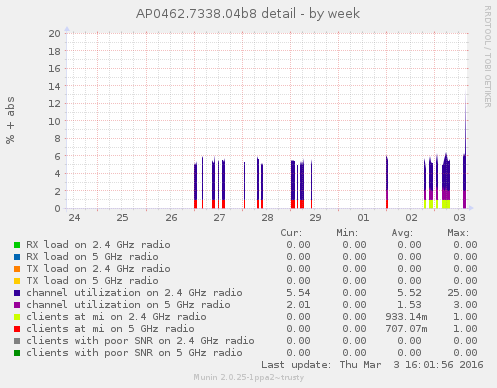 AP0462.7338.04b8 detail - by week
RRDTOOL / TOBI OETIKER
% + abs
20
18
16
14
12
10
8
6
4
2
0
24 25 26 27 28 29 01 02 03
Cur: Min: Avg: Max:
RX load on 2.4 GHz radio 0.00 0.00 0.00 0.00
RX load on 5 GHz radio 0.00 0.00 0.00 0.00
TX load on 2.4 GHz radio 0.00 0.00 0.00 0.00
TX load on 5 GHz radio 0.00 0.00 0.00 0.00
channel utilization on 2.4 GHz radio 5.54 0.00 5.52 25.00
channel utilization on 5 GHz radio 2.01 0.00 1.53 3.00
clients at mi on 2.4 GHz radio 0.00 0.00 933.14m 1.00
clients at mi on 5 GHz radio 0.00 0.00 707.07m 1.00
clients with poor SNR on 2.4 GHz radio 0.00 0.00 0.00 0.00
clients with poor SNR on 5 GHz radio 0.00 0.00 0.00 0.00
Last update: Thu Mar 3 16:01:56 2016
Munin 2.0.25-1ppa2~trusty